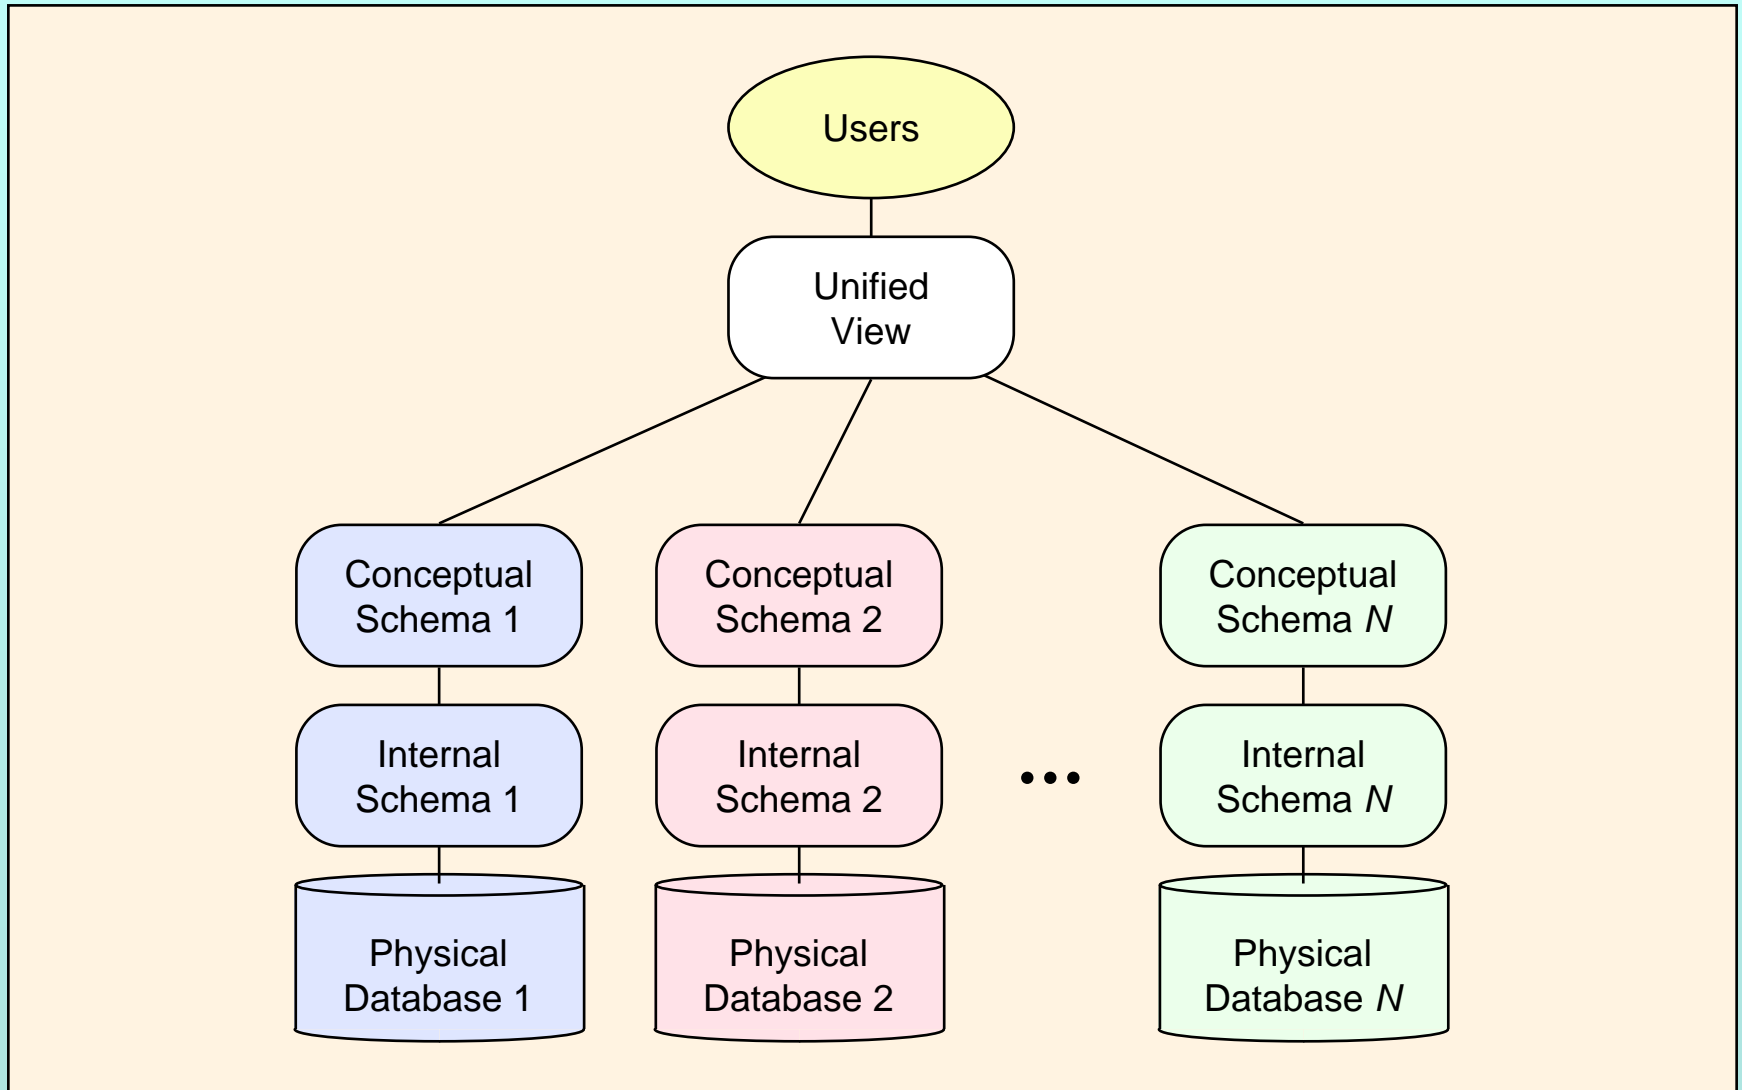 Users
Unified
View
Conceptual
Schema 1
Conceptual
Schema 2
Conceptual
Schema N
Internal
Schema 1
Internal
Schema 2
...
Internal
Schema N
Physical
Database 1
Physical
Database 2
Physical
Database N